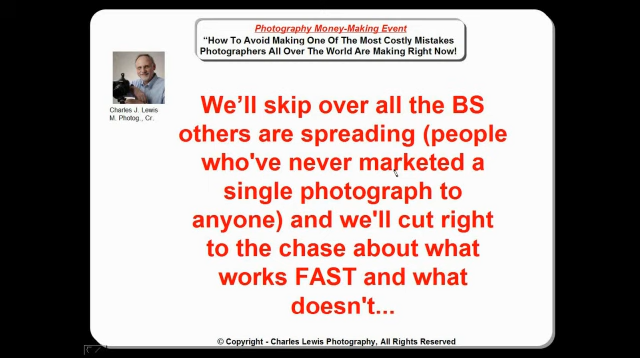 Photography Money-Making Event
“How To Avoid Making One Of The Most Costly Mistakes
Photographers All Over The World Are Making Right Now!
Charles J. Lewis
M. Photog., Cr.
We’ll skip over all the BS
others are spreading (people
who've never marketed a
single photograph to
anyone) and we'll cut right
to the chase about what
works FAST and what
doesn't...
© Copyright - Charles Lewis Photography, All Rights Reserved